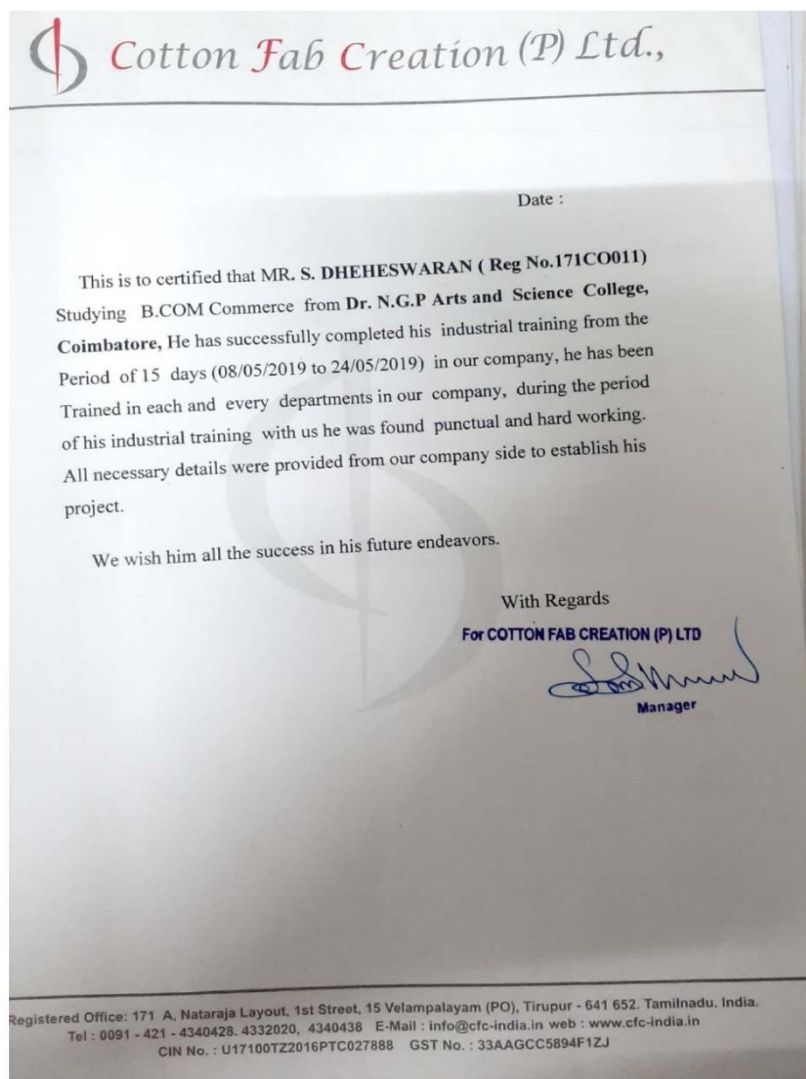 Cotton Fab Creation (P) Ltd.,
Date :
This is to certified that MR. S. DHEHESWARAN ( Reg No.171CO011)
Studying B.COM Commerce from Dr. N.G.P Arts and Science College,
Coimbatore, He has successfully completed his industrial training from the
Period of 15 days (08/05/2019 to 24/05/2019) in our company, he has been
Trained in each and every departments in our company, during the period
of his industrial training with us he was found punctual and hard working.
All necessary details were provided from our company side to establish his
project.
We wish him all the success in his future endeavors.
With Regards
For COTTON FAB CREATION (P) LTD
Manager
Registered Office: 171 A, Nataraja Layout, 1st Street, 15 Velampalayam (PO), Tirupur - 641 652. Tamilnadu. India.
Tel : 0091 - 421 - 4340428. 4332020, 4340438 E-Mail : info@cfc-india.in web : www.cfc-india.in
CIN No. : U17100TZ2016PTC027888 GST No. : 33AAGCC5894F1ZJ